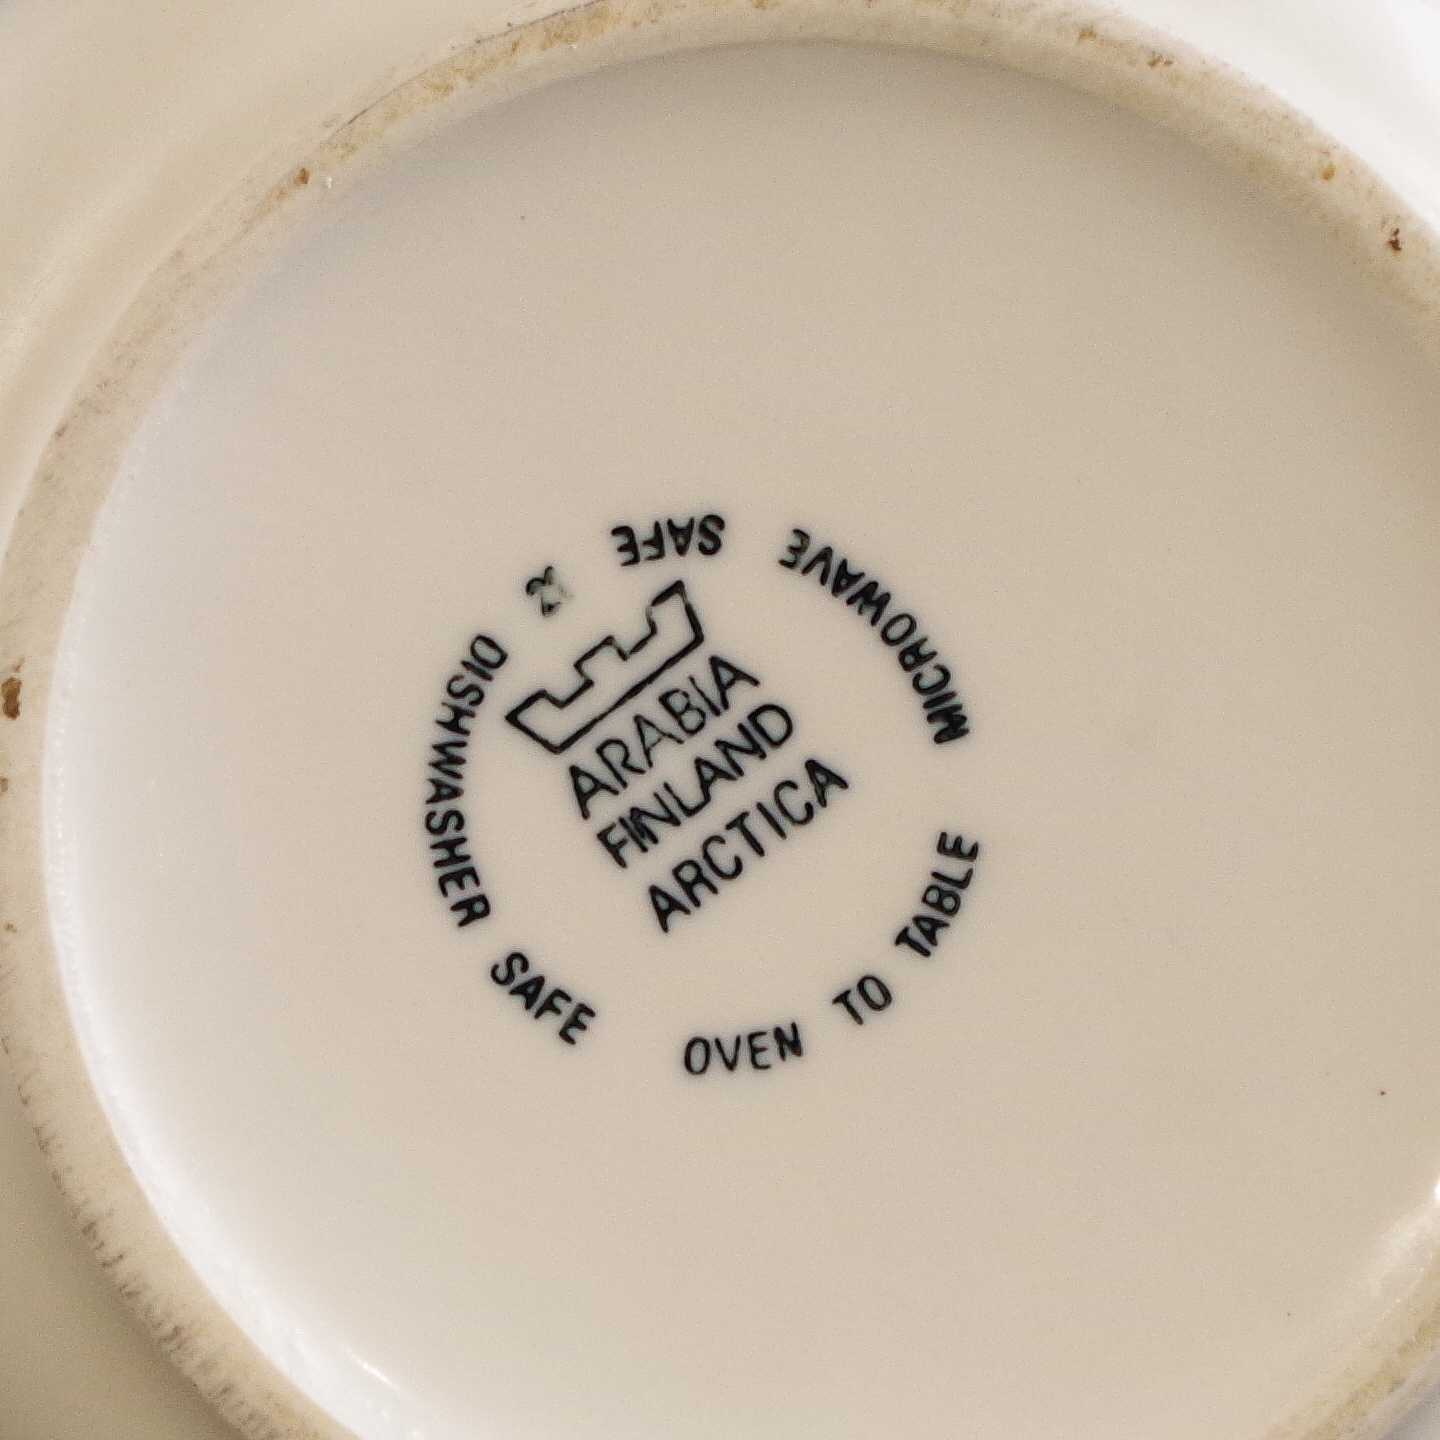 ARABIA
FINLAND
ARCTICA
DISHWASHER SAFE
OVEN TO TABLE
MICROWAVE SAFE